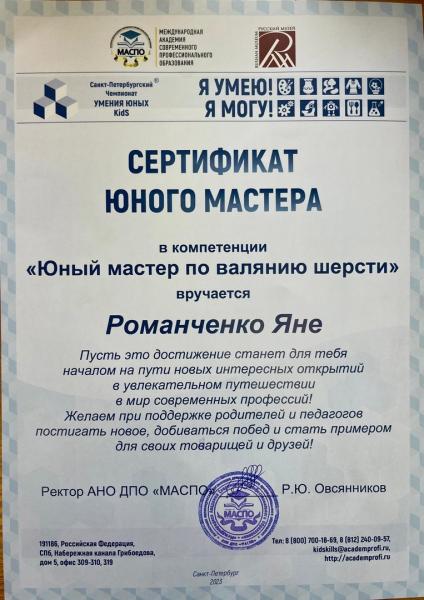 МАСПО
МЕЖДУНАРОДНАЯ
АКАДЕМИЯ
СОВРЕМЕННОГО
ПРОФЕССИОНАЛЬНОГО
ОБРАЗОВАНИЯ
RUSSIAN MUSEUM
РУССКИЙ МУЗЕЙ
Санкт-Петербургский
Чемпионат
УМЕНИЯ ЮНЫХ
KidS
Я УМЕЮ!
Я МОГУ!
СЕРТИФИКАТ
ЮНОГО МАСТЕРА
в компетенции
«Юный мастер по валянию шерсти»
вручается
Романченко Яне
Пусть это достижение станет для тебя
началом на пути новых интересных открытий
в увлекательном путешествии
в мир современных профессий!
Желаем при поддержке родителей и педагогов
постигать новое, добиваться побед и стать примером
для своих товарищей и друзей!
Ректор АНО ДПО «МАСПО» Р.Ю. Овсянников
МАСПО
191186, Российская Федерация,
СПб, Набережная канала Грибоедова,
дом 5, офис 309-310, 319
Тел: 8 (800) 700-18-69, 8 (812) 240-09-57,
kidskills@academprofi.ru,
http://academprofi.ru
Санкт-Петербург
2023